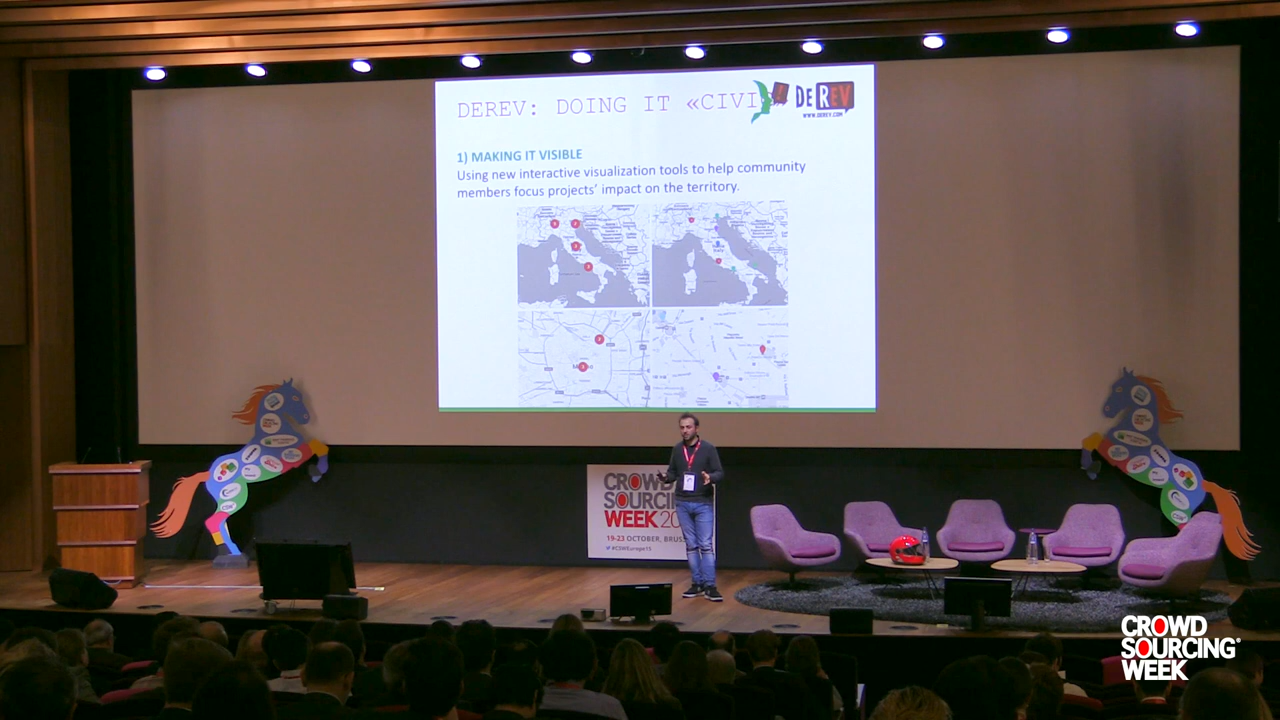 DEREV: DOING IT «CIVI
DE REV
WWW.DEREV.COM
1) MAKING IT VISIBLE
Using new interactive visualization tools to help community
members focus projects' impact on the territory.
CROWD
SOURCING
WEEK 20
19-23 OCTOBER, BRUSS
#CSWEurope15
CROWD
SOURCING
WEEK